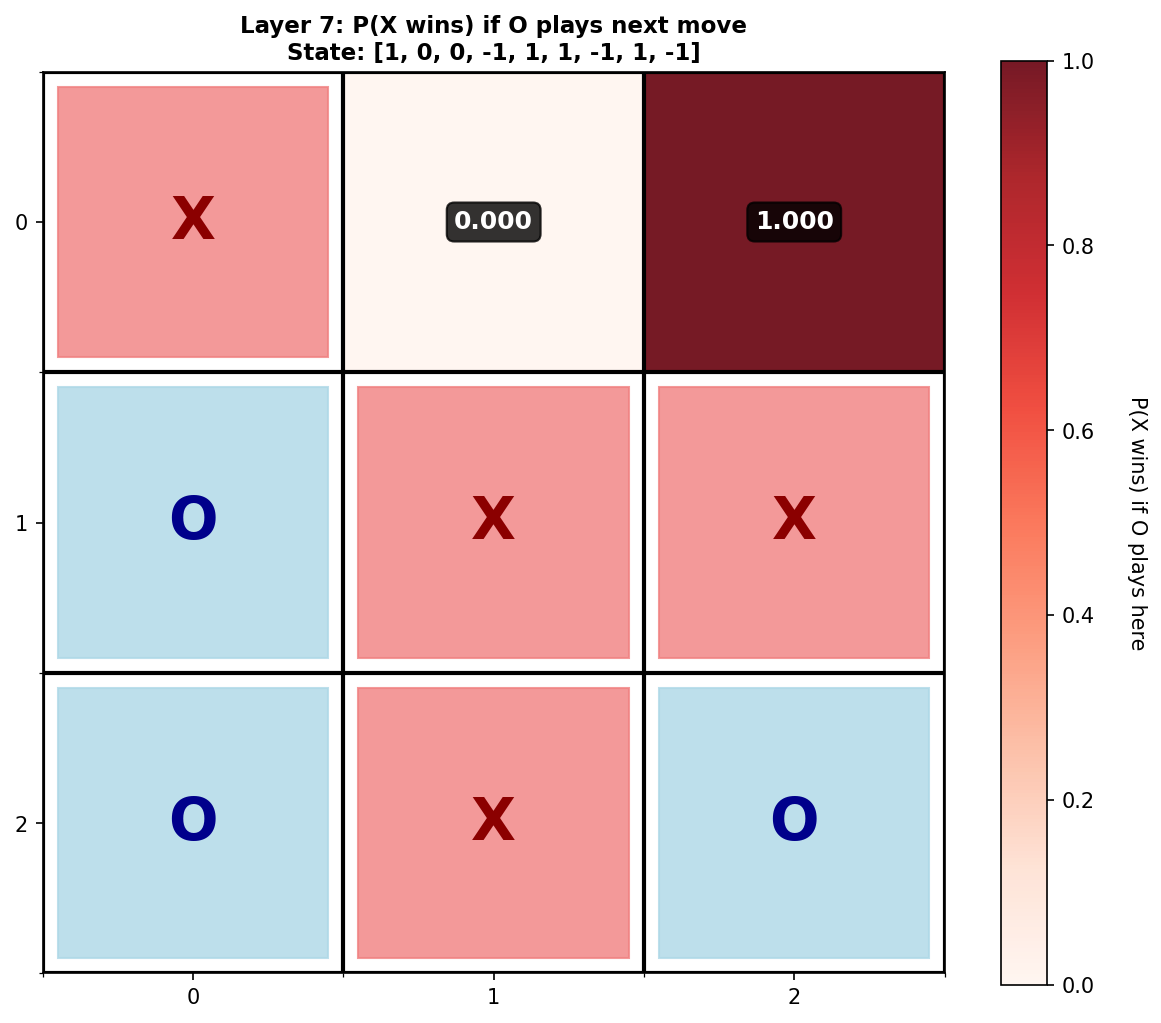 Layer 7: P(X wins) if O plays next move
State: [1, 0, 0, -1, 1, 1, -1, 1, -1]
X
0.000
1.000
O
X
X
O
X
O
0
1
2
0
1
2
1.0
0.8
0.6
0.4
0.2
0.0
P(X wins) if O plays here